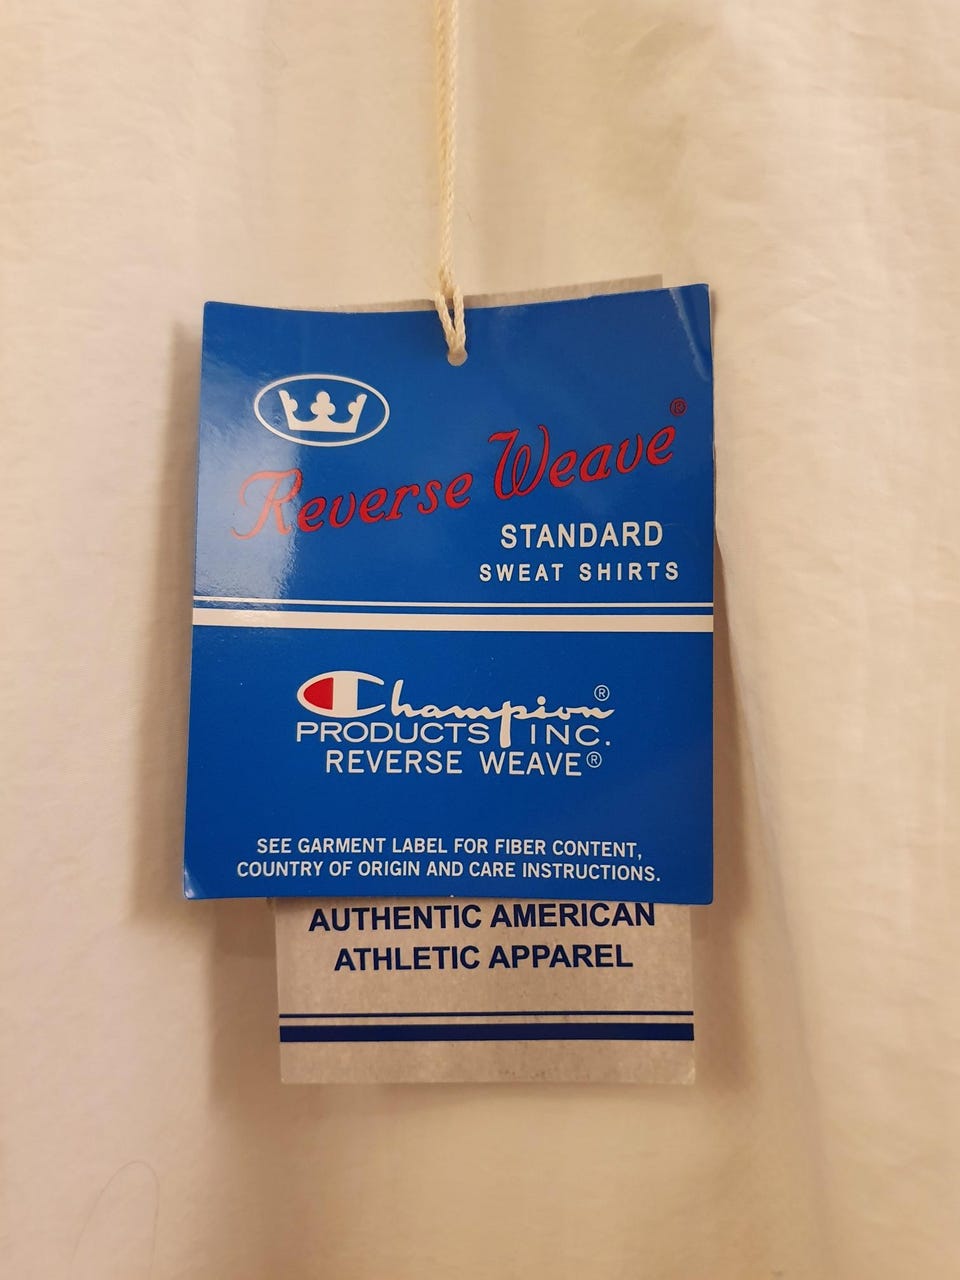 Reverse Weave®
STANDARD
SWEAT SHIRTS
Champion®
PRODUCTS INC.
REVERSE WEAVE®
SEE GARMENT LABEL FOR FIBER CONTENT,
COUNTRY OF ORIGIN AND CARE INSTRUCTIONS.
AUTHENTIC AMERICAN
ATHLETIC APPAREL